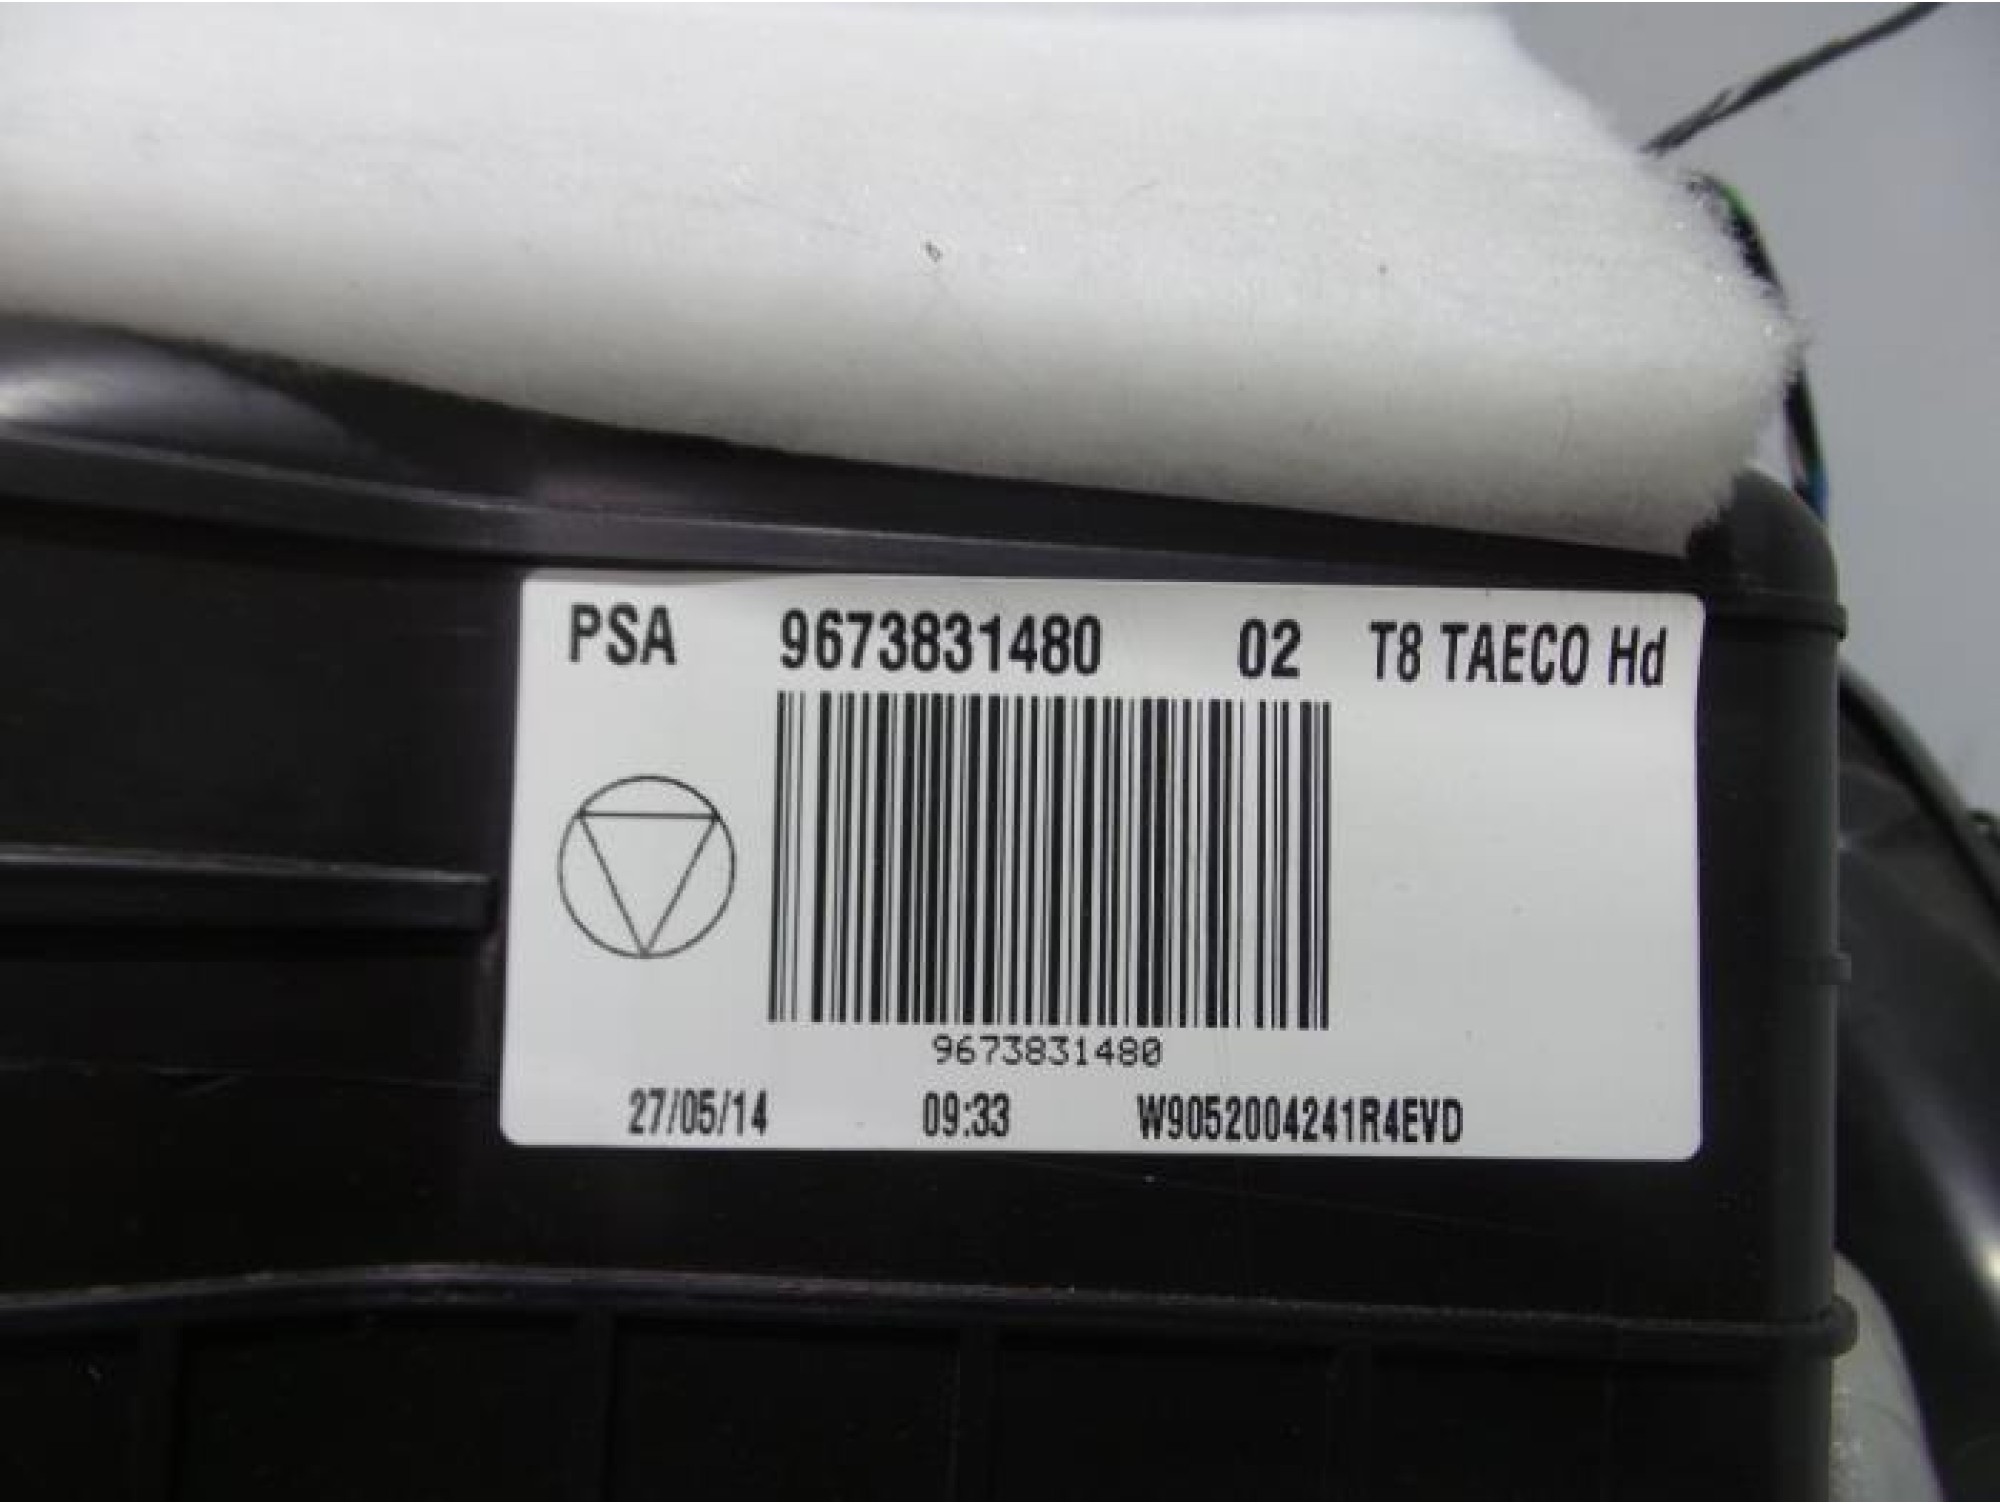 PSA 9673831480 02 T8 TAECO Hd
9673831480
27/05/14 09:33 W9052004241R4EVD